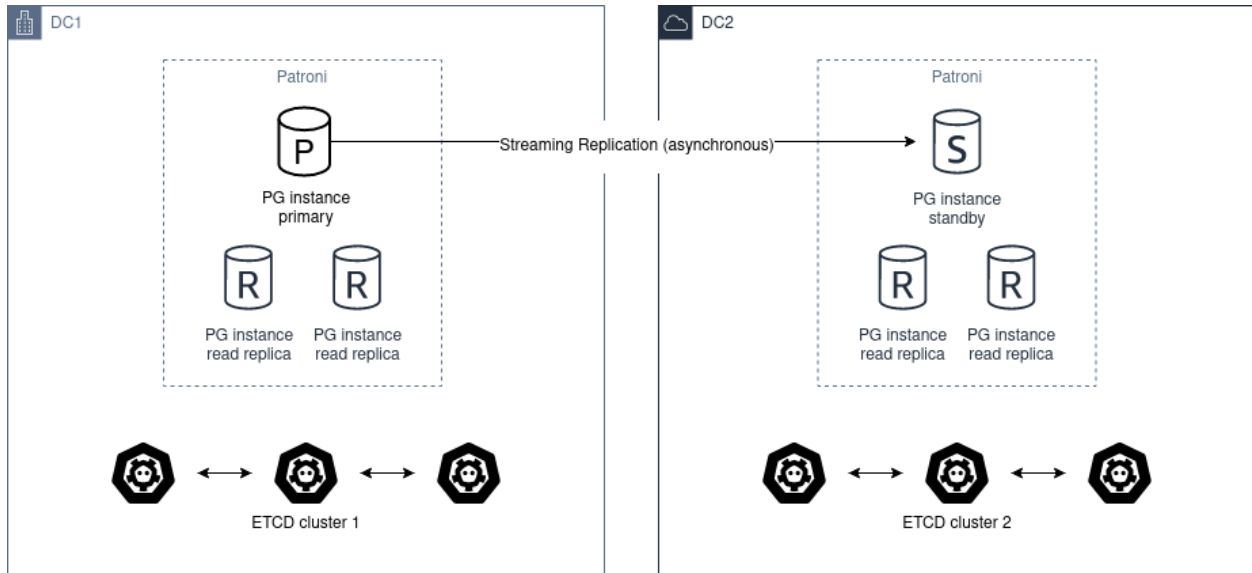 DC1
DC2
Patroni
Patroni
P
Streaming Replication (asynchronous)
S
PG instance
primary
PG instance
standby
R
R
R
R
PG instance
read replica
PG instance
read replica
PG instance
read replica
PG instance
read replica
ETCD cluster 1
ETCD cluster 2